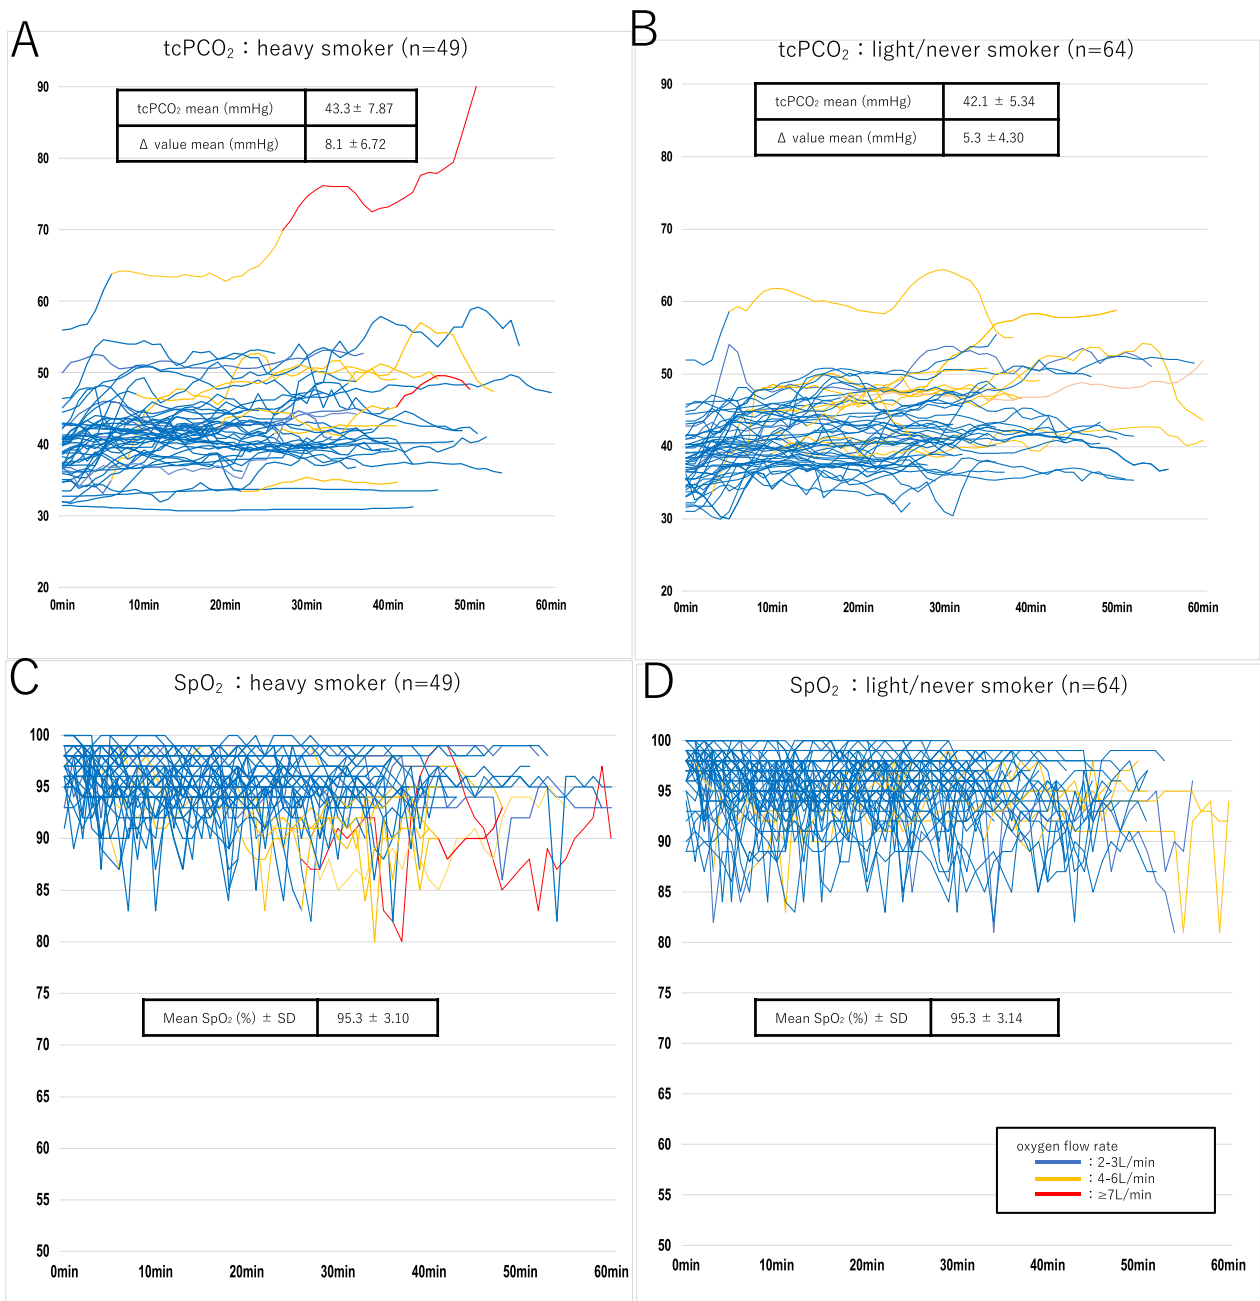 A
tcPCO₂ : heavy smoker (n=49)
tcPCO₂ mean (mmHg) 43.3 ± 7.87
Δ value mean (mmHg) 8.1 ±6.72
90
80
70
60
50
40
30
20
0min 10min 20min 30min 40min 50min 60min
B
tcPCO₂ : light/never smoker (n=64)
tcPCO₂ mean (mmHg) 42.1 ± 5.34
Δ value mean (mmHg) 5.3 ±4.30
90
80
70
60
50
40
30
20
0min 10min 20min 30min 40min 50min 60min
C
SpO₂ : heavy smoker (n=49)
100
95
90
85
80
75
70
65
60
55
50
Mean SpO₂ (%) ± SD 95.3 ± 3.10
0min 10min 20min 30min 40min 50min 60min
D
SpO₂ : light/never smoker (n=64)
100
95
90
85
80
75
70
65
60
55
50
Mean SpO₂ (%) ± SD 95.3 ± 3.14
oxygen flow rate
: 2-3L/min
: 4-6L/min
: ≥7L/min
0min 10min 20min 30min 40min 50min 60min